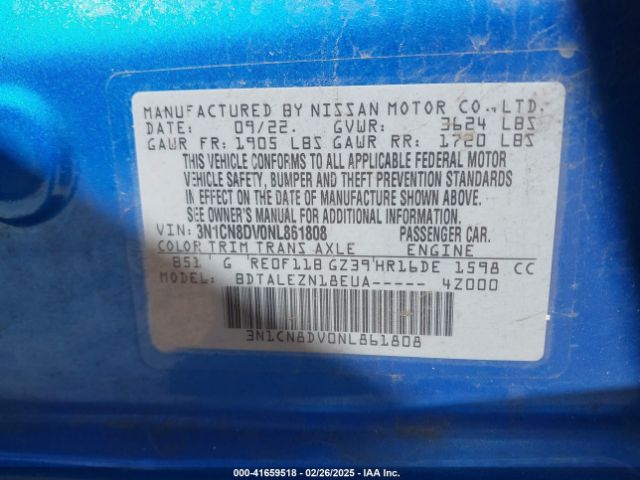 MANUFACTURED BY NISSAN MOTOR CO.,LTD.
DATE: 09/22. GVWR: 3624 LBS
GAWR FR: 1905 LBS GAWR RR: 1720 LBS
THIS VEHICLE CONFORMS TO ALL APPLICABLE FEDERAL MOTOR
VEHICLE SAFETY, BUMPER AND THEFT PREVENTION STANDARDS
IN EFFECT ON THE DATE OF MANUFACTURE SHOWN ABOVE.
SEE OWNER'S MANUAL FOR ADDITIONAL INFORMATION.
VIN: 3N1CN8DV0NL861808 PASSENGER CAR.
COLOR TRIM TRANS AXLE ENGINE
B51 G RE0F11B GZ39 HR16DE 1598 CC
MODEL: BDTALEZN18EUA----- 4Z000
3N1CN8DV0NL861808
© IAA Owner: 41659518 - 02/26/2025 - IAA Inc.